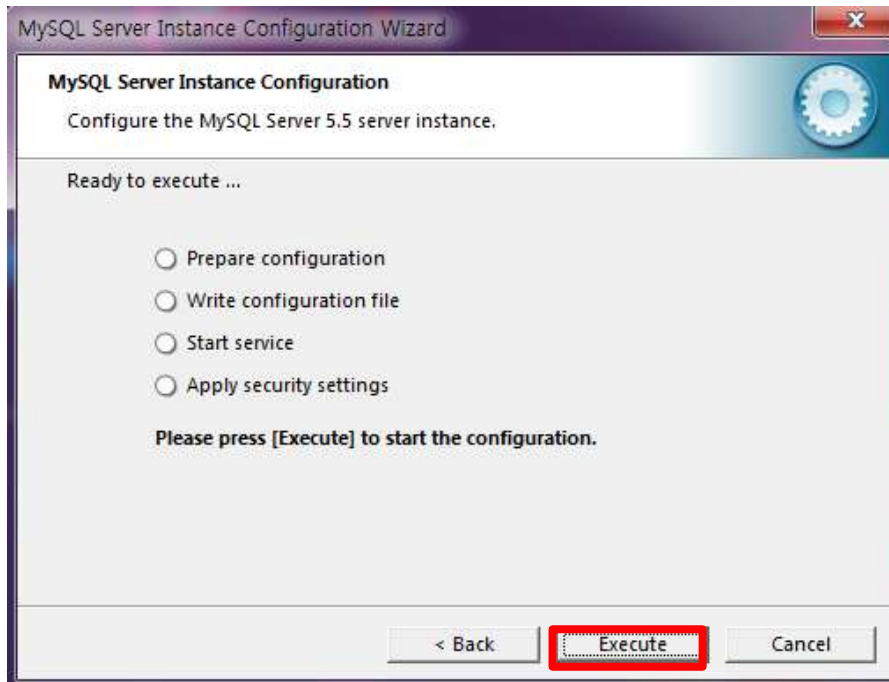 MySQL Server Instance Configuration Wizard
MySQL Server Instance Configuration
Configure the MySQL Server 5.5 server instance.
Ready to execute ...
Prepare configuration
Write configuration file
Start service
Apply security settings
Please press [Execute] to start the configuration.
< Back Execute Cancel